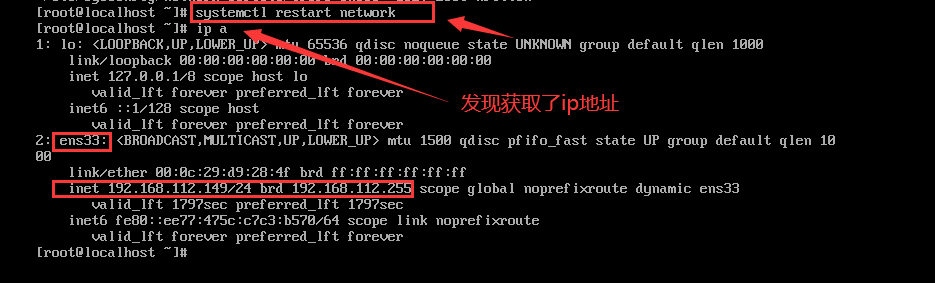 [root@localhost ~]# systemctl restart network
[root@localhost ~]# ip a
1: lo: <LOOPBACK,UP,LOWER_UP> mtu 65536 qdisc noqueue state UNKNOWN group default qlen 1000
link/loopback 00:00:00:00:00:00 brd 00:00:00:00:00:00
inet 127.0.0.1/8 scope host lo
valid_lft forever preferred_lft forever
inet6 ::1/128 scope host
valid_lft forever preferred_lft forever
发现获取了ip地址
2: ens33: <BROADCAST,MULTICAST,UP,LOWER_UP> mtu 1500 qdisc pfifo_fast state UP group default qlen 10
00
link/ether 00:0c:29:d9:28:4f brd ff:ff:ff:ff:ff:ff
inet 192.168.112.149/24 brd 192.168.112.255 scope global noprefixroute dynamic ens33
valid_lft 1797sec preferred_lft 1797sec
inet6 fe80::ee77:475c:c7c3:b570/64 scope link noprefixroute
valid_lft forever preferred_lft forever
[root@localhost ~]#